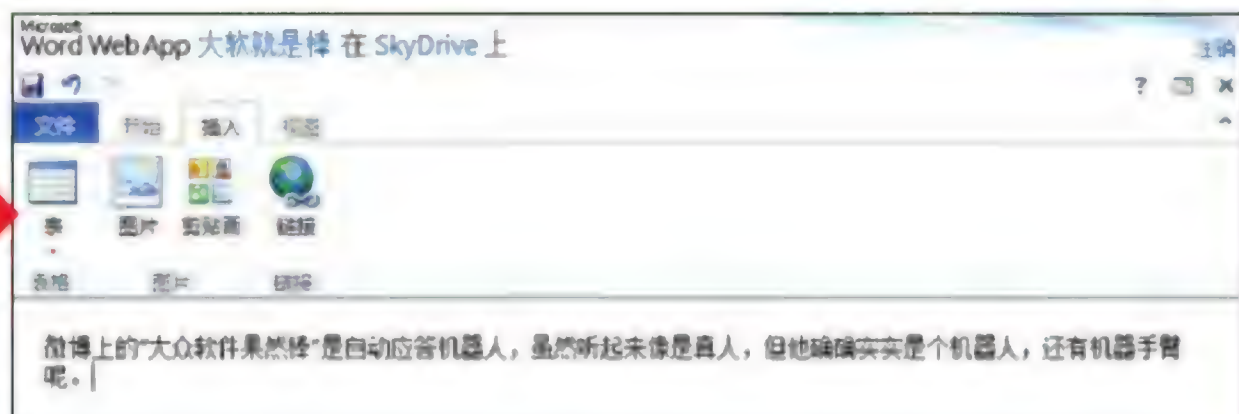 Microsoft
Word Web App 大软就是棒 在 SkyDrive 上
注销
?
文件 开始 插入 视图
表 图片 剪贴画 链接
表格 图片 链接
微博上的“大众软件果然棒”是自动应答机器人，虽然听起来像是真人，但他确确实实是个机器人，还有机器手臂
呢。